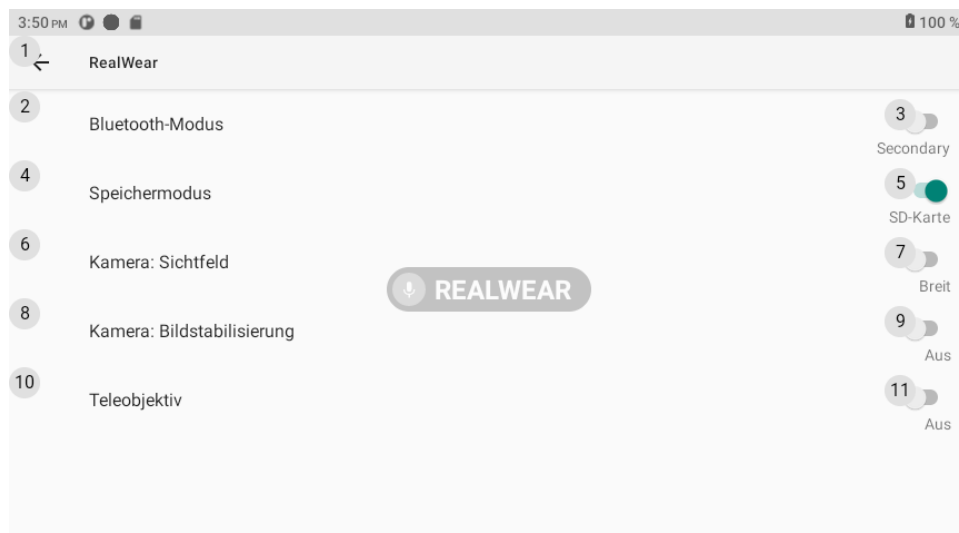 3:50 PM 100 %
1 RealWear
2 Bluetooth-Modus 3
Secondary
4 Speichermodus 5
SD-Karte
6 Kamera: Sichtfeld 7
Breit
REALWEAR
8 Kamera: Bildstabilisierung 9
Aus
10 Teleobjektiv 11
Aus